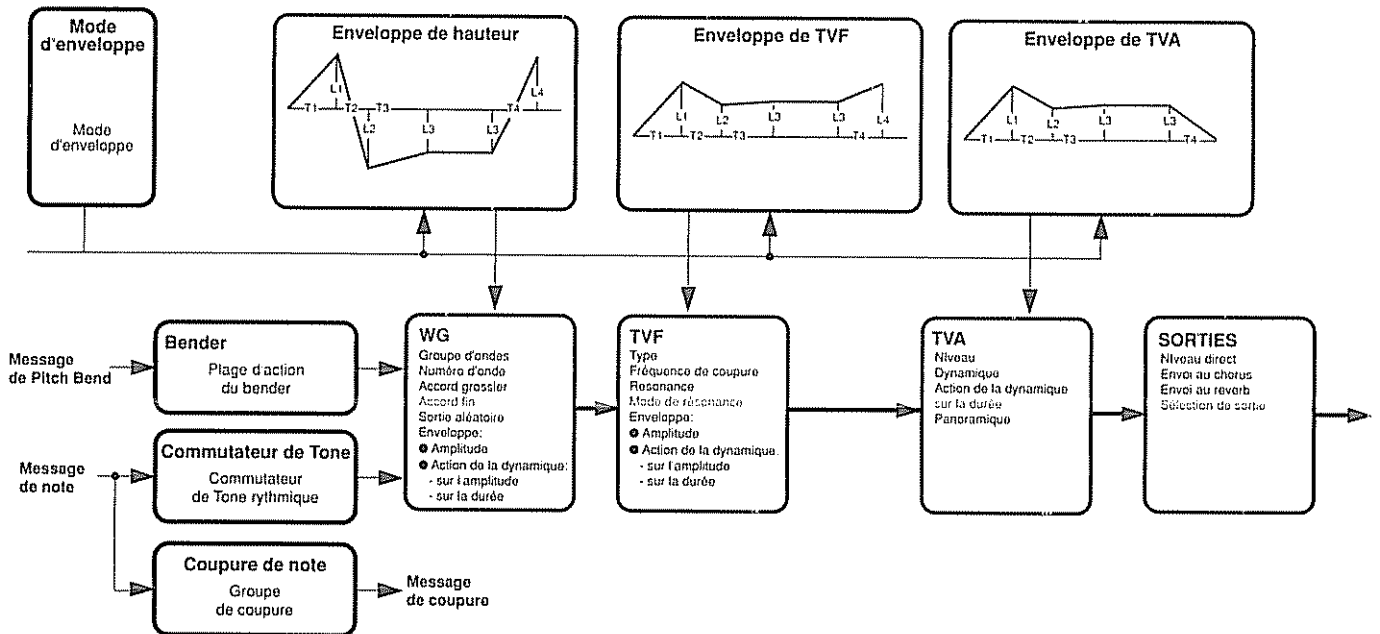 Mode
d'enveloppe
Mode
d'enveloppe
Enveloppe de hauteur
L1
L4
T1
T2
T3
T4
L2
L3
L3
Enveloppe de TVF
L1
L2
L3
L3
L4
T1
T2
T3
T4
Enveloppe de TVA
L1
L2
L3
L3
T1
T2
T3
T4
Message
de Pitch Bend
Bender
Plage d'action
du bender
Message
de note
Commutateur de Tone
Commutateur
de Tone rythmique
Coupure de note
Groupe
de coupure
Message
de coupure
WG
Groupe d'ondes
Numéro d'onde
Accord grossier
Accord fin
Sortie aléatoire
Enveloppe:
Amplitude
Action de la dynamique:
- sur l'amplitude
- sur la durée
TVF
Type
Fréquence de coupure
Resonance
Mode de résonance
Enveloppe:
Amplitude
Action de la dynamique.
- sur l'amplitude
- sur la durée
TVA
Niveau
Dynamique
Action de la dynamique
sur la durée
Panoramique
SORTIES
Niveau direct
Envoi au chorus
Envoi au reverb
Sélection de sortie